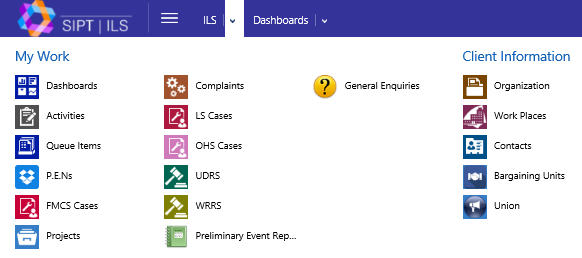 SIPT | ILS
ILS
Dashboards
My Work
Client Information
Dashboards
Complaints
General Enquiries
Organization
Activities
LS Cases
Work Places
Queue Items
OHS Cases
Contacts
P.E.Ns
UDRS
Bargaining Units
FMCS Cases
WRRS
Union
Projects
Preliminary Event Rep...